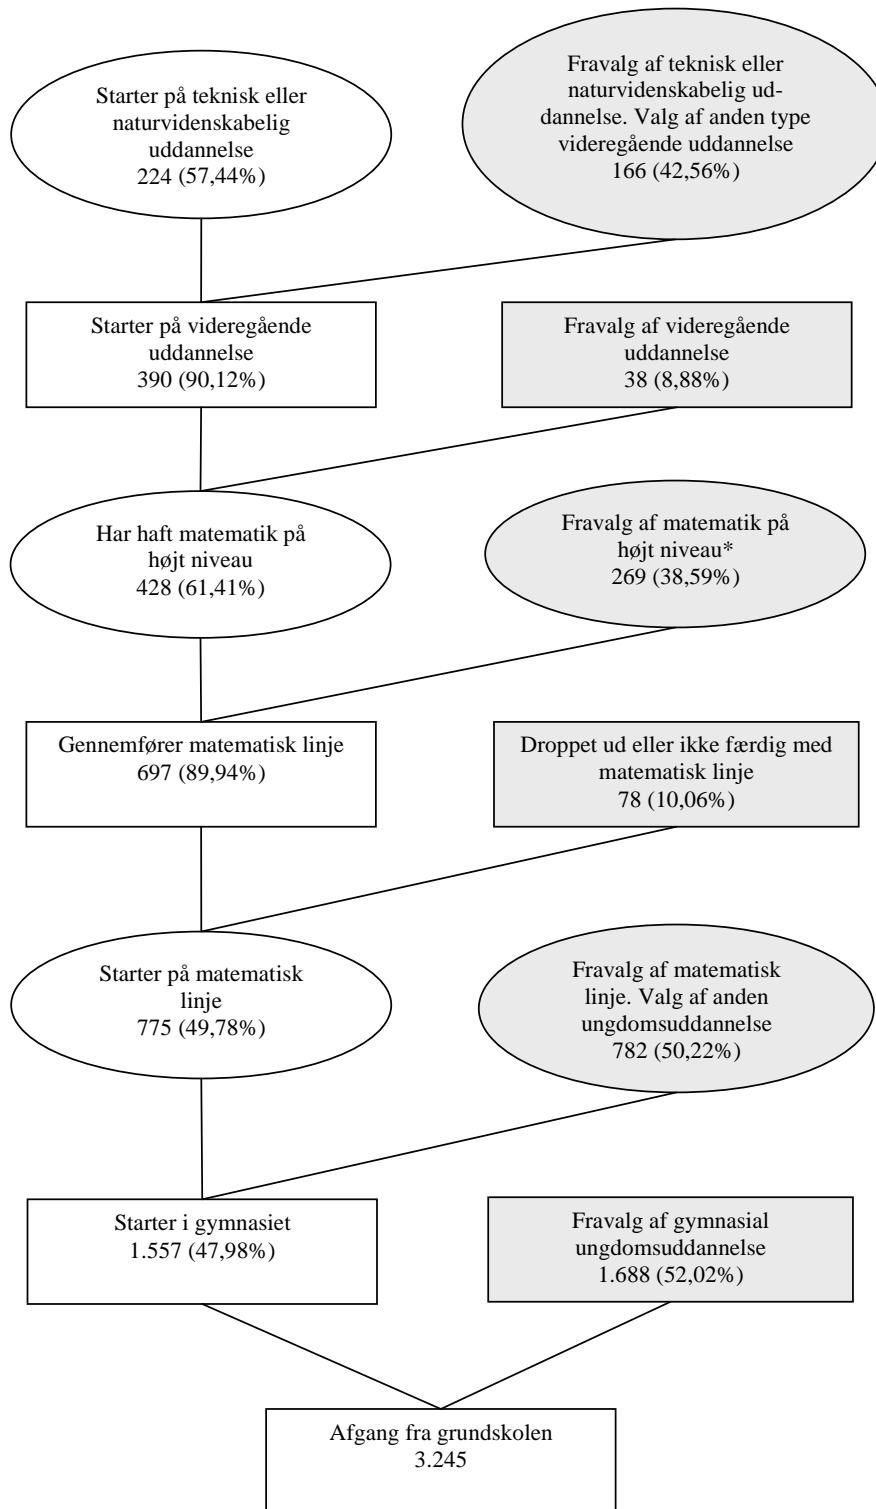 Starter på teknisk eller
naturvidenskabelig
uddannelse
224 (57,44%)
Fravalg af teknisk eller
naturvidenskabelig ud-
dannelse. Valg af anden type
videregående uddannelse
166 (42,56%)
Starter på videregående
uddannelse
390 (90,12%)
Fravalg af videregående
uddannelse
38 (8,88%)
Har haft matematik på
højt niveau
428 (61,41%)
Fravalg af matematik på
højt niveau*
269 (38,59%)
Gennemfører matematisk linje
697 (89,94%)
Droppet ud eller ikke færdig med
matematisk linje
78 (10,06%)
Starter på matematisk
linje
775 (49,78%)
Fravalg af matematisk
linje. Valg af anden
ungdomsuddannelse
782 (50,22%)
Starter i gymnasiet
1.557 (47,98%)
Fravalg af gymnasial
ungdomsuddannelse
1.688 (52,02%)
Afgang fra grundskolen
3.245